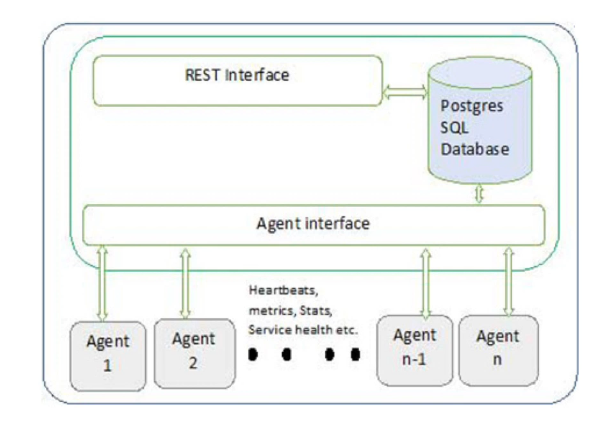 REST Interface
Postgres
SQL
Database
Agent interface
Heartbeats,
metrics, Stats,
Service health etc.
Agent
1
Agent
2
Agent
n-1
Agent
n